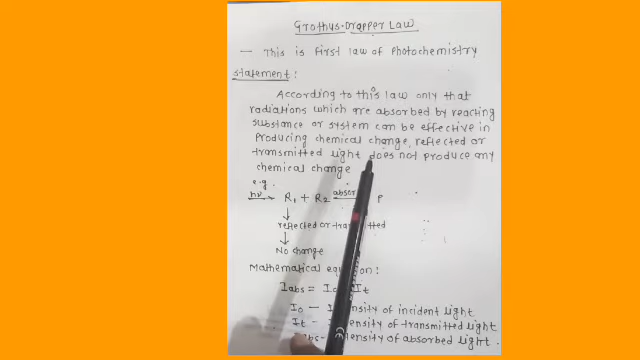 Grothus-Drapper Law
— This is first law of Photochemistry
statement:
According to this law only that
radiations which are absorbed by reacting
substance or system can be effective in
Producing chemical change, reflected or
transmitted light does not produce any
chemical change
e.g.
hν R₁ + R₂ absor P
reflected or transmitted
No change
Mathematical equation:
Iabs = I₀ It
I₀ — Intensity of incident light
It — Intensity of transmitted light
Iabs- Intensity of absorbed light.